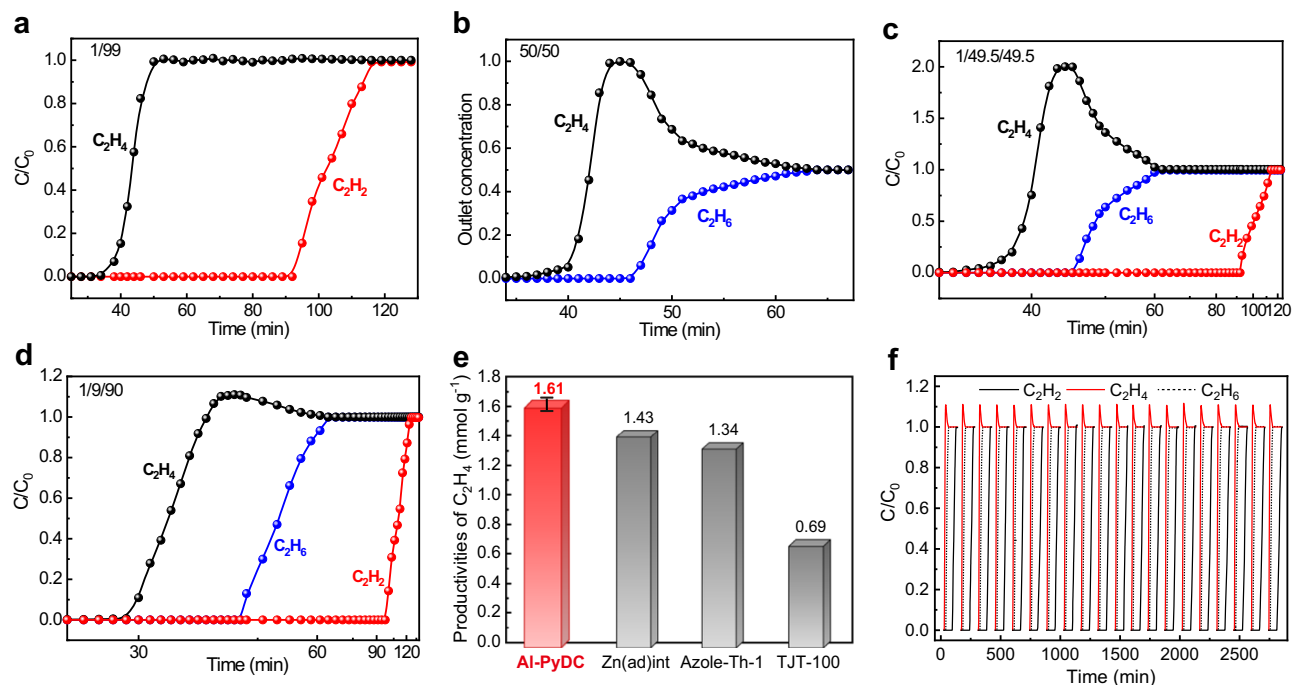 a
1/99
C/C₀
1.0
0.8
0.6
0.4
0.2
0.0
C₂H₄
C₂H₂
40 60 80 100 120
Time (min)
b
50/50
Outlet concentration
1.0
0.8
0.6
0.4
0.2
0.0
C₂H₄
C₂H₆
40 50 60
Time (min)
c
1/49.5/49.5
C/C₀
2.0
1.5
1.0
0.5
0.0
C₂H₄
C₂H₆
C₂H₂
40 60 80 100 120
Time (min)
d
1/9/90
C/C₀
1.2
1.0
0.8
0.6
0.4
0.2
0.0
C₂H₄
C₂H₆
C₂H₂
30 60 90 120
Time (min)
e
Productivities of C₂H₄ (mmol g⁻¹)
1.8
1.6
1.4
1.2
1.0
0.8
0.6
0.4
0.2
0.0
1.61
1.43
1.34
0.69
Al-PyDC Zn(ad)int Azole-Th-1 TJT-100
f
C₂H₂ C₂H₄ C₂H₆
C/C₀
1.2
1.0
0.8
0.6
0.4
0.2
0.0
0 500 1000 1500 2000 2500
Time (min)